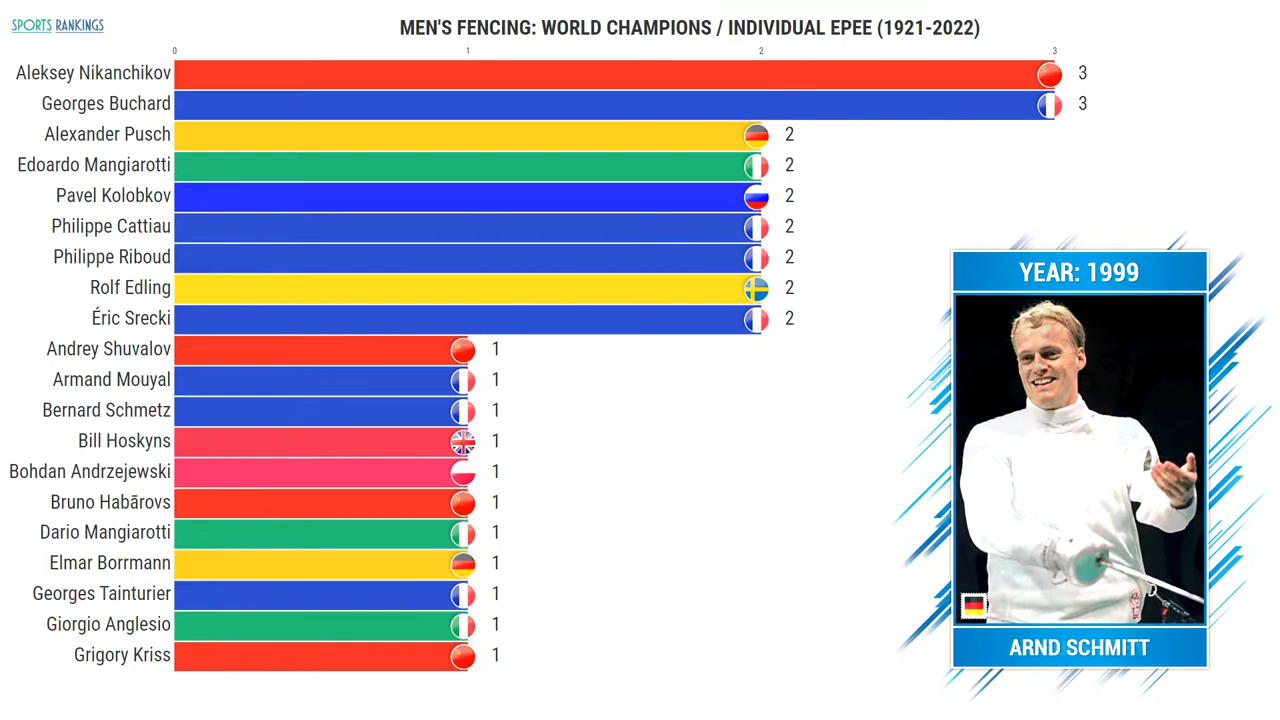 SPORTS RANKINGS
MEN'S FENCING: WORLD CHAMPIONS / INDIVIDUAL EPEE (1921-2022)
0 1 2 3
Aleksey Nikanchikov 3
Georges Buchard 3
Alexander Pusch 2
Edoardo Mangiarotti 2
Pavel Kolobkov 2
Philippe Cattiau 2
Philippe Riboud 2
Rolf Edling 2
Éric Srecki 2
Andrey Shuvalov 1
Armand Mouyal 1
Bernard Schmetz 1
Bill Hoskyns 1
Bohdan Andrzejewski 1
Bruno Habārovs 1
Dario Mangiarotti 1
Elmar Borrmann 1
Georges Tainturier 1
Giorgio Anglesio 1
Grigory Kriss 1
YEAR: 1999
ARND SCHMITT